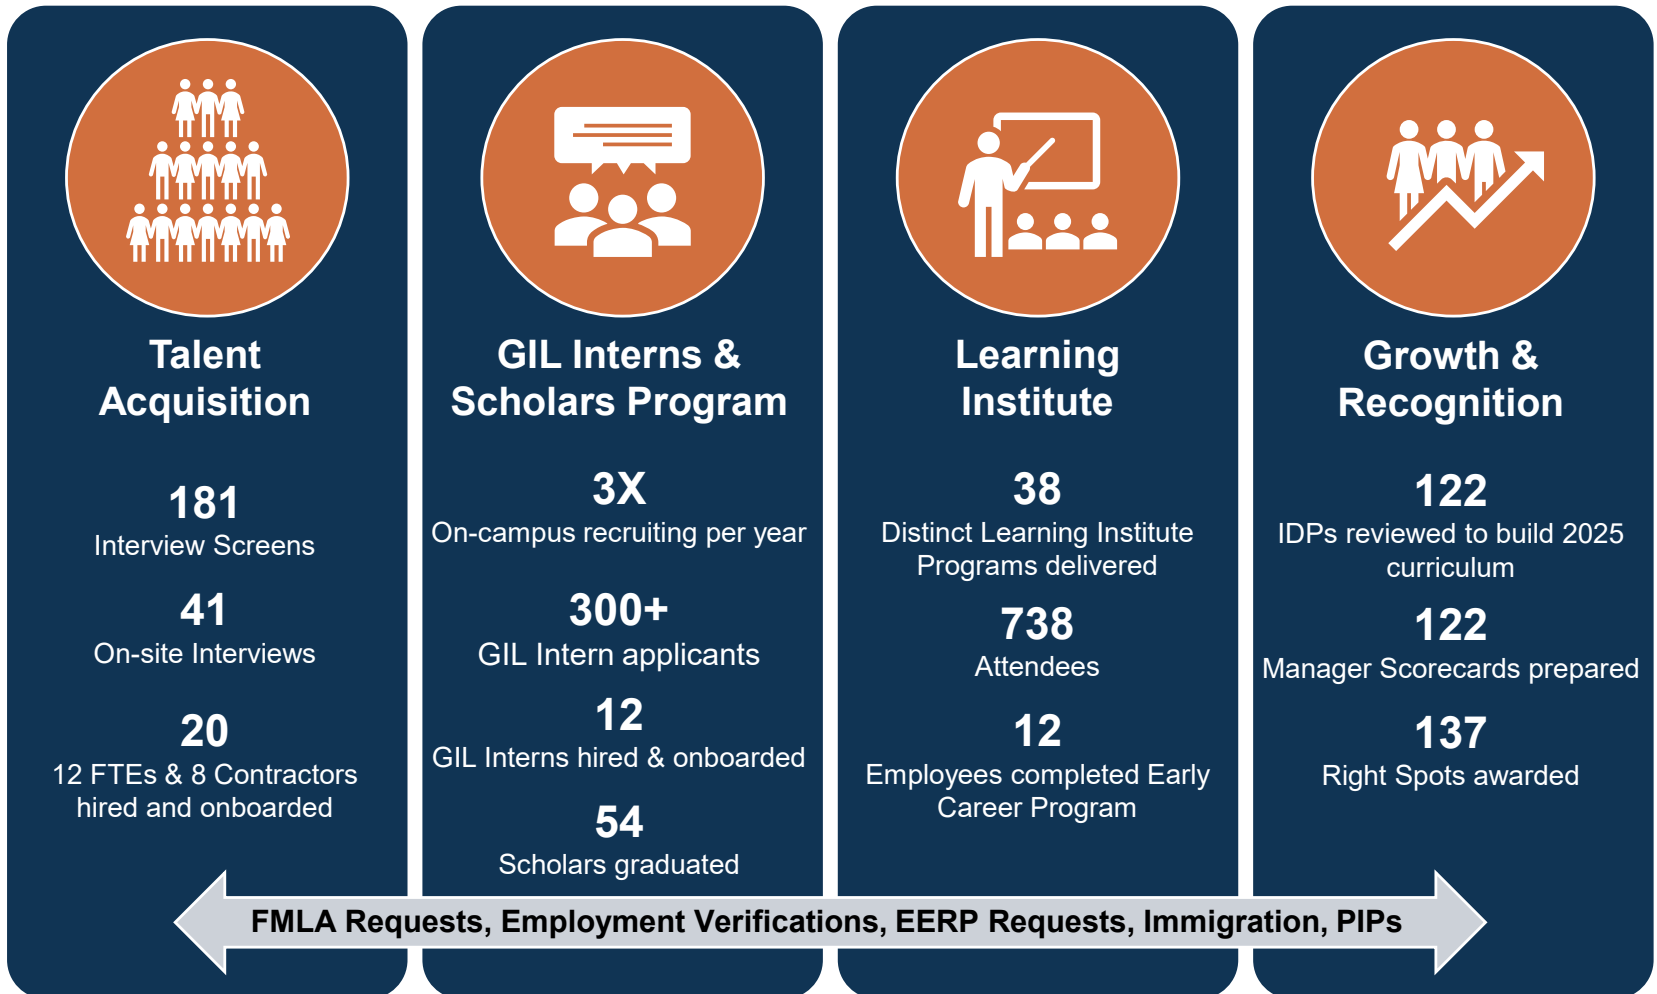 Talent
Acquisition
181
Interview Screens
41
On-site Interviews
20
12 FTEs & 8 Contractors
hired and onboarded
GIL Interns &
Scholars Program
3X
On-campus recruiting per year
300+
GIL Intern applicants
12
GIL Interns hired & onboarded
54
Scholars graduated
Learning
Institute
38
Distinct Learning Institute
Programs delivered
738
Attendees
12
Employees completed Early
Career Program
Growth &
Recognition
122
IDPs reviewed to build 2025
curriculum
122
Manager Scorecards prepared
137
Right Spots awarded
FMLA Requests, Employment Verifications, EERP Requests, Immigration, PIPs